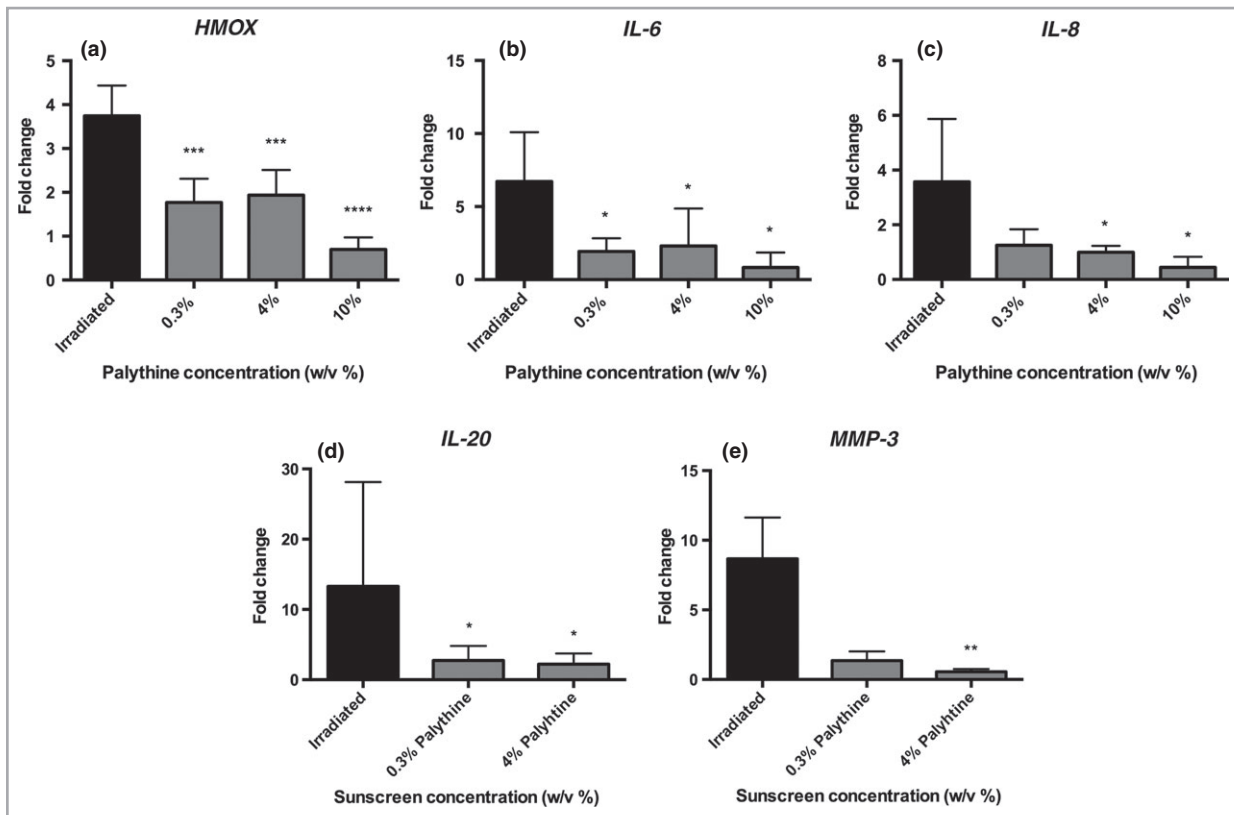 HMOX
(a)
Fold change
5
4
3
2
1
0
***
***
****
Irradiated
0.3%
4%
10%
Palythine concentration (w/v %)
IL-6
(b)
Fold change
15
10
5
0
*
*
*
Irradiated
0.3%
4%
10%
Palythine concentration (w/v %)
IL-8
(c)
Fold change
8
6
4
2
0
*
*
Irradiated
0.3%
4%
10%
Palythine concentration (w/v %)
IL-20
(d)
Fold change
30
20
10
0
*
*
Irradiated
0.3% Palythine
4% Palyhtine
Sunscreen concentration (w/v %)
MMP-3
(e)
Fold change
15
10
5
0
**
Irradiated
0.3% Palythine
4% Palyhtine
Sunscreen concentration (w/v %)